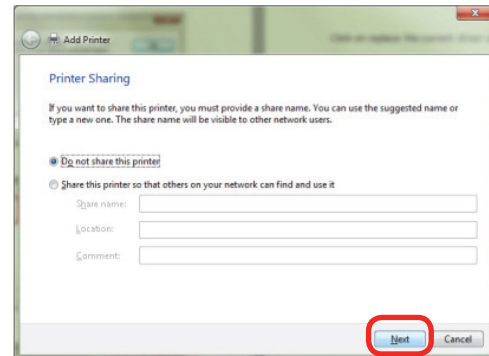 Add Printer
Printer Sharing
If you want to share this printer, you must provide a share name. You can use the suggested name or
type a new one. The share name will be visible to other network users.
Do not share this printer
Share this printer so that others on your network can find and use it
Share name:
Location:
Comment:
Next
Cancel